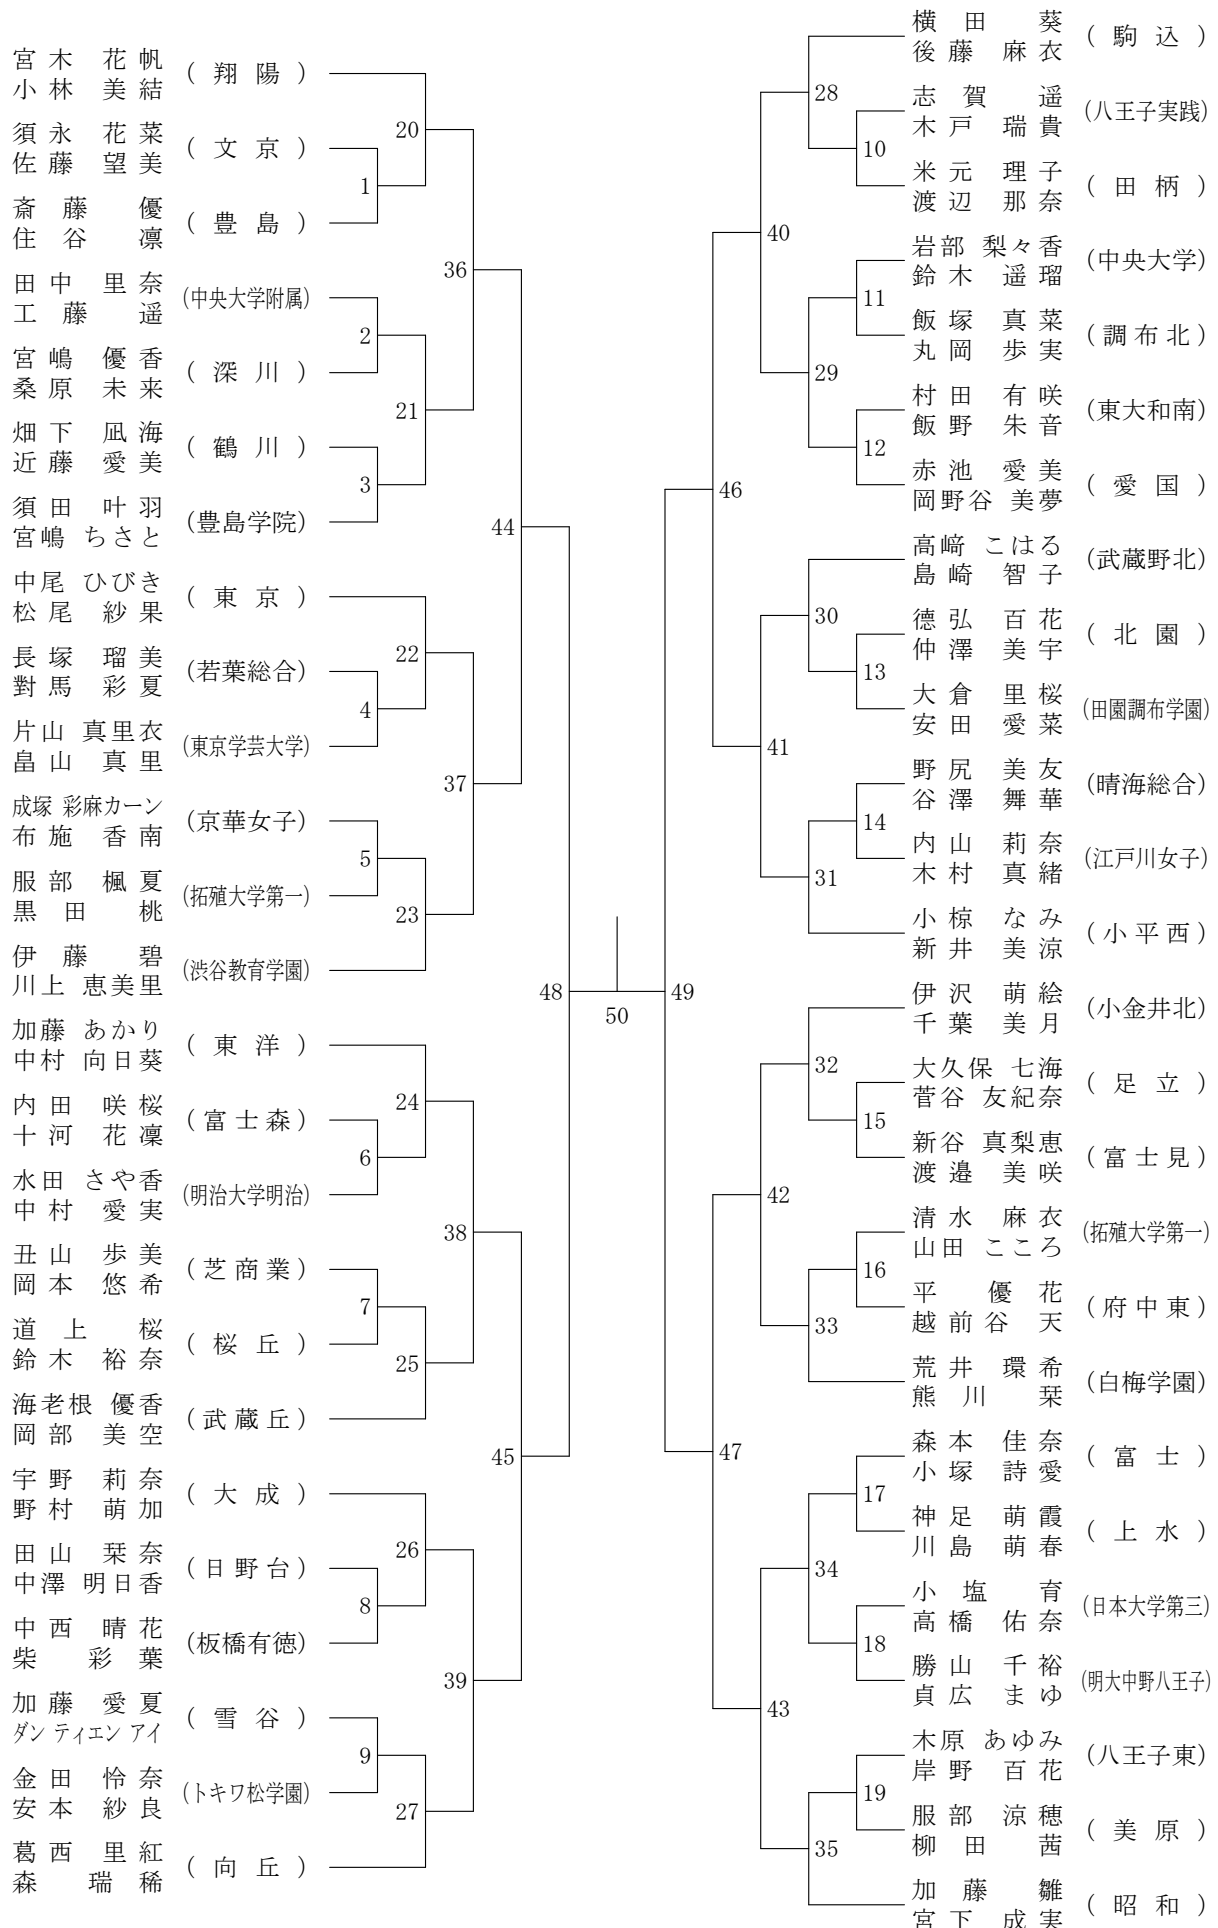 宮木 花帆
小林 美結
(翔陽)
須永 花菜
佐藤 望美
(文京)
斎藤 優
住谷 凛
(豊島)
田中 里奈
工藤 遥
(中央大学附属)
宮嶋 優香
桑原 未来
(深川)
畑下 凪海
近藤 愛美
(鶴川)
須田 叶羽
宮嶋 ちさと
(豊島学院)
中尾 ひびき
松尾 紗果
(東京)
長塚 瑠美
對馬 彩夏
(若葉総合)
片山 真里衣
畠山 真里
(東京学芸大学)
成塚 彩麻カーン
布施 香南
(京華女子)
服部 楓夏
黒田 桃
(拓殖大学第一)
伊藤 碧
川上 恵美里
(渋谷教育学園)
加藤 あかり
中村 向日葵
(東洋)
内田 咲桜
十河 花凜
(富士森)
水田 さや香
中村 愛実
(明治大学明治)
丑山 歩美
岡本 悠希
(芝商業)
道上 桜
鈴木 裕奈
(桜丘)
海老根 優香
岡部 美空
(武蔵丘)
宇野 莉奈
野村 萌加
(大成)
田山 栞奈
中澤 明日香
(日野台)
中西 晴花
柴 彩葉
(板橋有徳)
加藤 愛夏
ダン ティエン アイ
(雪谷)
金田 怜奈
安本 紗良
(トキワ松学園)
葛西 里紅
森 瑞稀
(向丘)
1
2
3
4
5
6
7
8
9
20
21
22
23
24
25
26
27
36
37
38
39
44
45
48
50
49
46
47
40
41
42
43
28
29
30
31
32
33
34
35
10
11
12
13
14
15
16
17
18
19
横田 葵
後藤 麻衣
(駒込)
志賀 遥
木戸 瑞貴
(八王子実践)
米元 理子
渡辺 那奈
(田柄)
岩部 梨々香
鈴木 遥瑠
(中央大学)
飯塚 真菜
丸岡 歩実
(調布北)
村田 有咲
飯野 朱音
(東大和南)
赤池 愛美
岡野谷 美夢
(愛国)
高﨑 こはる
島崎 智子
(武蔵野北)
德弘 百花
仲澤 美宇
(北園)
大倉 里桜
安田 愛菜
(田園調布学園)
野尻 美友
谷澤 舞華
(晴海総合)
内山 莉奈
木村 真緒
(江戸川女子)
小椋 なみ
新井 美涼
(小平西)
伊沢 萌絵
千葉 美月
(小金井北)
大久保 七海
菅谷 友紀奈
(足立)
新谷 真梨恵
渡邉 美咲
(富士見)
清水 麻衣
山田 こころ
(拓殖大学第一)
平 優花
越前谷 天
(府中東)
荒井 環希
熊川 栞
(白梅学園)
森本 佳奈
小塚 詩愛
(富士)
神足 萌霞
川島 萌春
(上水)
小塩 育
高橋 佑奈
(日本大学第三)
勝山 千裕
貞広 まゆ
(明大中野八王子)
木原 あゆみ
岸野 百花
(八王子東)
服部 涼穂
柳田 茜
(美原)
加藤 雛
宮下 成実
(昭和)